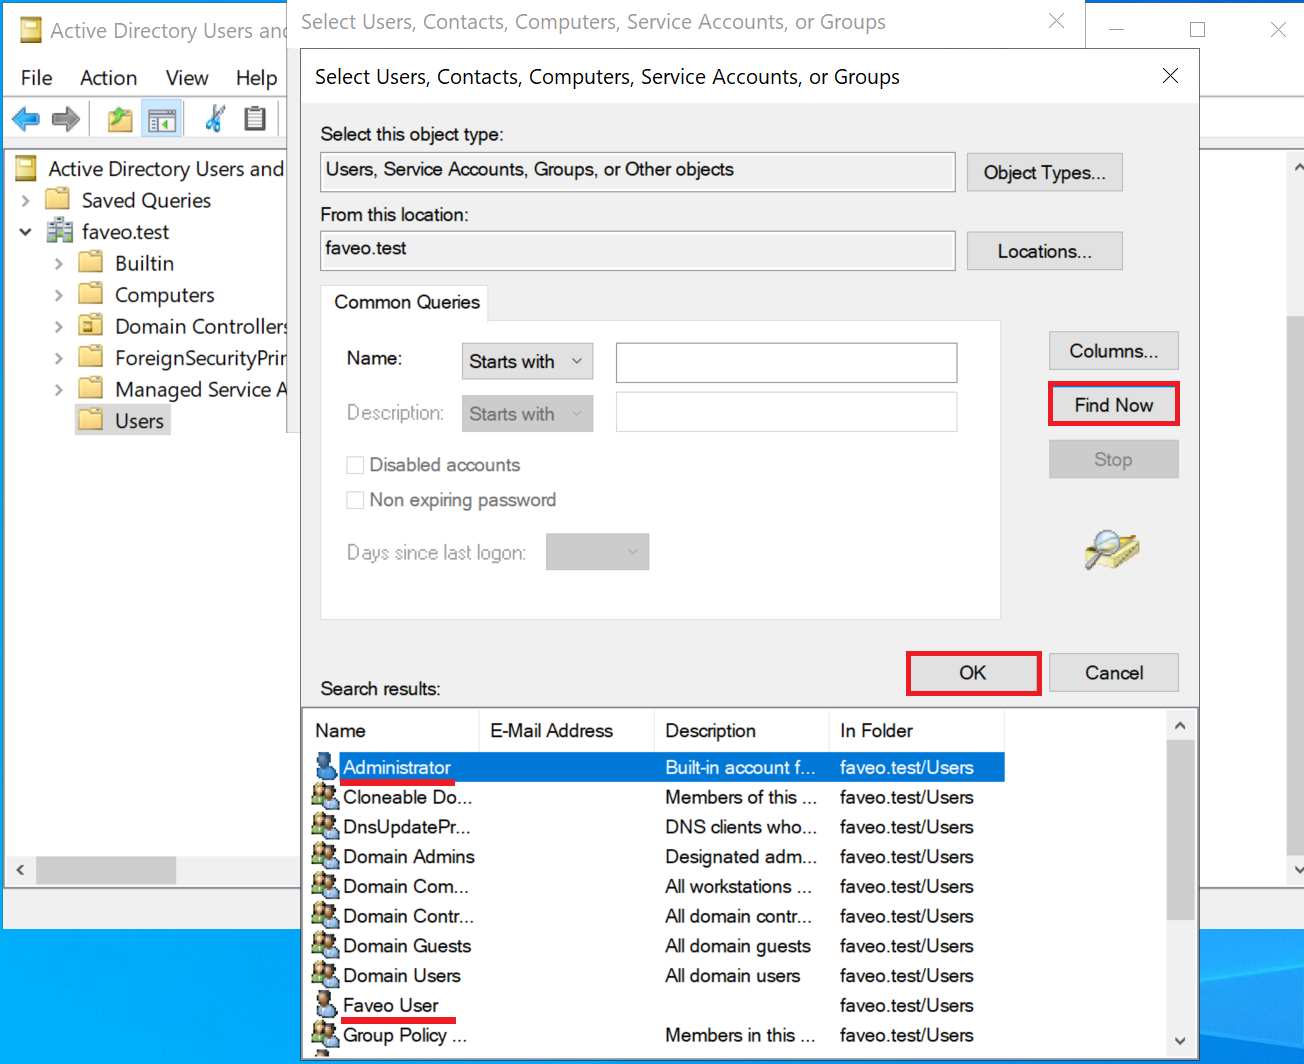 Active Directory Users and
Select Users, Contacts, Computers, Service Accounts, or Groups
File Action View Help
Select Users, Contacts, Computers, Service Accounts, or Groups
Active Directory Users and
Saved Queries
faveo.test
Builtin
Computers
Domain Controllers
ForeignSecurityPrin
Managed Service A
Users
Select this object type:
Users, Service Accounts, Groups, or Other objects
Object Types...
From this location:
faveo.test
Locations...
Common Queries
Name: Starts with
Description: Starts with
Disabled accounts
Non expiring password
Days since last logon:
Columns...
Find Now
Stop
OK
Cancel
Search results:
Name E-Mail Address Description In Folder
Administrator Built-in account f... faveo.test/Users
Cloneable Do... Members of this ... faveo.test/Users
DnsUpdatePr... DNS clients who... faveo.test/Users
Domain Admins Designated adm... faveo.test/Users
Domain Com... All workstations ... faveo.test/Users
Domain Contr... All domain contr... faveo.test/Users
Domain Guests All domain guests faveo.test/Users
Domain Users All domain users faveo.test/Users
Faveo User faveo.test/Users
Group Policy ... Members in this ... faveo.test/Users